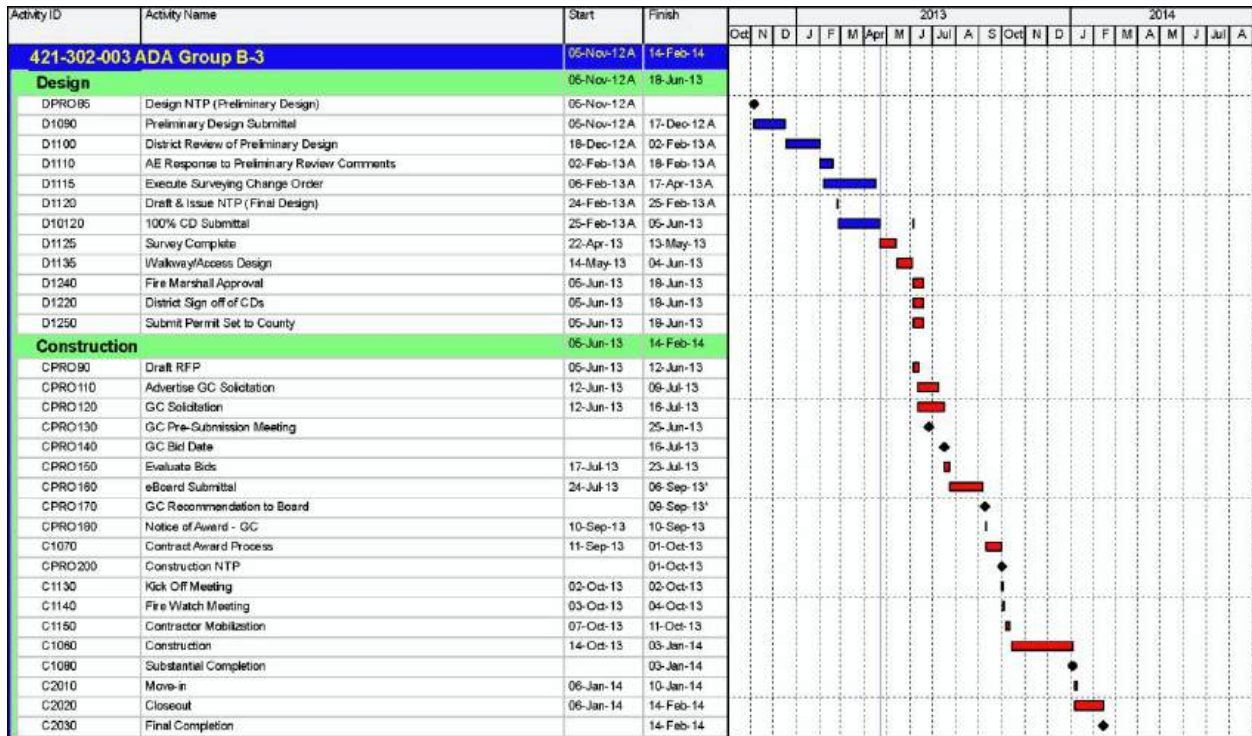 Activity ID Activity Name Start Finish 2013 2014
Oct N D J F M Apr M J Jul A S Oct N D J F M A M J Jul A
421-302-003 ADA Group B-3 05-Nov-12 A 14-Feb-14
Design 05-Nov-12 A 18-Jun-13
DPRO85 Design NTP (Preliminary Design) 05-Nov-12 A
D1090 Preliminary Design Submittal 05-Nov-12 A 17-Dec-12 A
D1100 District Review of Preliminary Design 18-Dec-12 A 02-Feb-13 A
D1110 AE Response to Preliminary Review Comments 02-Feb-13 A 18-Feb-13 A
D1115 Execute Surveying Change Order 06-Feb-13 A 17-Apr-13 A
D1120 Draft & Issue NTP (Final Design) 24-Feb-13 A 25-Feb-13 A
D10120 100% CD Submittal 25-Feb-13 A 05-Jun-13
D1125 Survey Complete 22-Apr-13 13-May-13
D1135 Walkway/Access Design 14-May-13 04-Jun-13
D1240 Fire Marshall Approval 05-Jun-13 18-Jun-13
D1220 District Sign off of CDs 05-Jun-13 18-Jun-13
D1250 Submit Permit Set to County 05-Jun-13 18-Jun-13
Construction 05-Jun-13 14-Feb-14
CPRO90 Draft RFP 05-Jun-13 12-Jun-13
CPRO110 Advertise GC Solicitation 12-Jun-13 09-Jul-13
CPRO120 GC Solicitation 12-Jun-13 16-Jul-13
CPRO130 GC Pre-Submission Meeting 25-Jun-13
CPRO140 GC Bid Date 16-Jul-13
CPRO150 Evaluate Bids 17-Jul-13 23-Jul-13
CPRO160 eBoard Submittal 24-Jul-13 06-Sep-13*
CPRO170 GC Recommendation to Board 09-Sep-13*
CPRO180 Notice of Award - GC 10-Sep-13 10-Sep-13
C1070 Contract Award Process 11-Sep-13 01-Oct-13
CPRO200 Construction NTP 01-Oct-13
C1130 Kick Off Meeting 02-Oct-13 02-Oct-13
C1140 Fire Watch Meeting 03-Oct-13 04-Oct-13
C1150 Contractor Mobilization 07-Oct-13 11-Oct-13
C1060 Construction 14-Oct-13 03-Jan-14
C1080 Substantial Completion 03-Jan-14
C2010 Move-in 06-Jan-14 10-Jan-14
C2020 Closeout 06-Jan-14 14-Feb-14
C2030 Final Completion 14-Feb-14